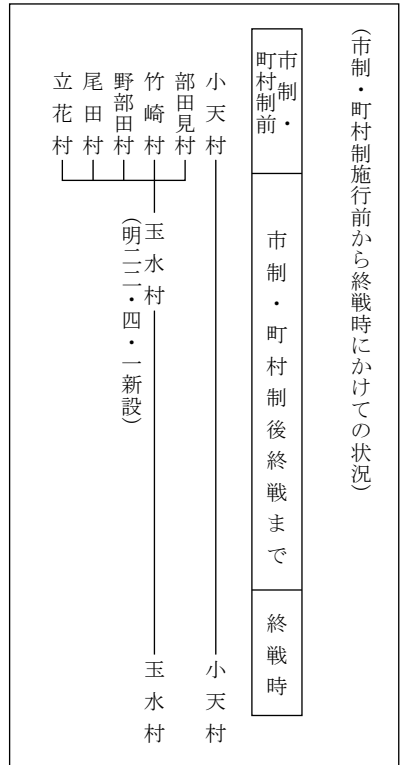 （市制・町村制施行前から終戦時にかけての状況）
市制・
町村制前
市制・町村制後終戦まで
終戦時
小天村
小天村
部田見村
竹崎村
野部田村
尾田村
立花村
玉水村
（明二二・四・一新設）
玉水村